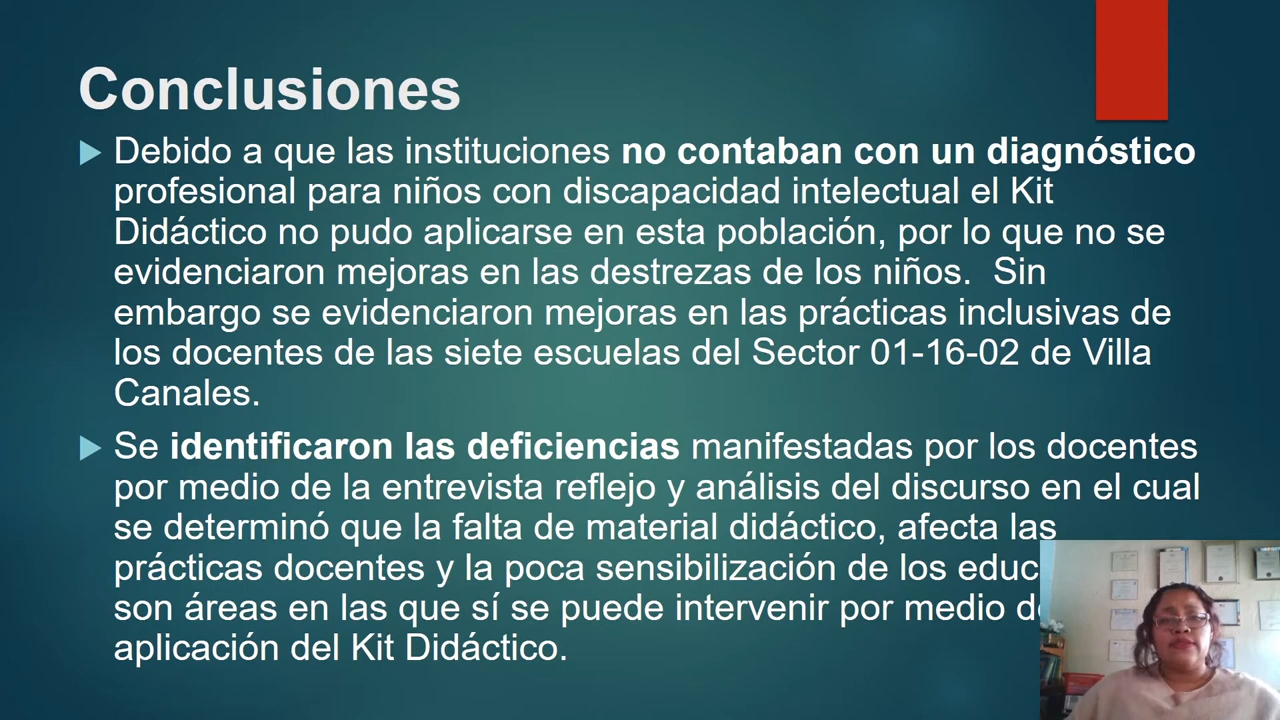 Conclusiones
Debido a que las instituciones no contaban con un diagnóstico
profesional para niños con discapacidad intelectual el Kit
Didáctico no pudo aplicarse en esta población, por lo que no se
evidenciaron mejoras en las destrezas de los niños.  Sin
embargo se evidenciaron mejoras en las prácticas inclusivas de
los docentes de las siete escuelas del Sector 01-16-02 de Villa
Canales.
Se identificaron las deficiencias manifestadas por los docentes
por medio de la entrevista reflejo y análisis del discurso en el cual
se determinó que la falta de material didáctico, afecta las
prácticas docentes y la poca sensibilización de los
son áreas en las que sí se puede intervenir por medio
aplicación del Kit Didáctico.